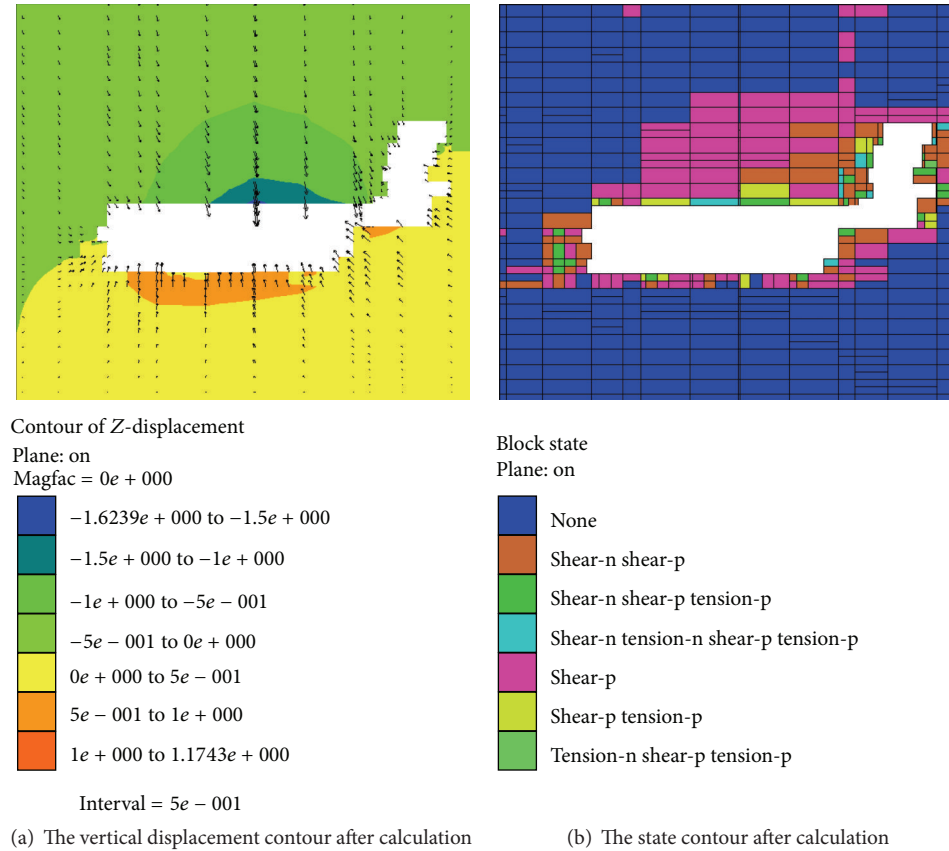 Contour of Z-displacement
Plane: on
Magfac = 0e + 000
−1.6239e + 000 to −1.5e + 000
−1.5e + 000 to −1e + 000
−1e + 000 to −5e − 001
−5e − 001 to 0e + 000
0e + 000 to 5e − 001
5e − 001 to 1e + 000
1e + 000 to 1.1743e + 000
Interval = 5e − 001
(a) The vertical displacement contour after calculation
Block state
Plane: on
None
Shear-n shear-p
Shear-n shear-p tension-p
Shear-n tension-n shear-p tension-p
Shear-p
Shear-p tension-p
Tension-n shear-p tension-p
(b) The state contour after calculation